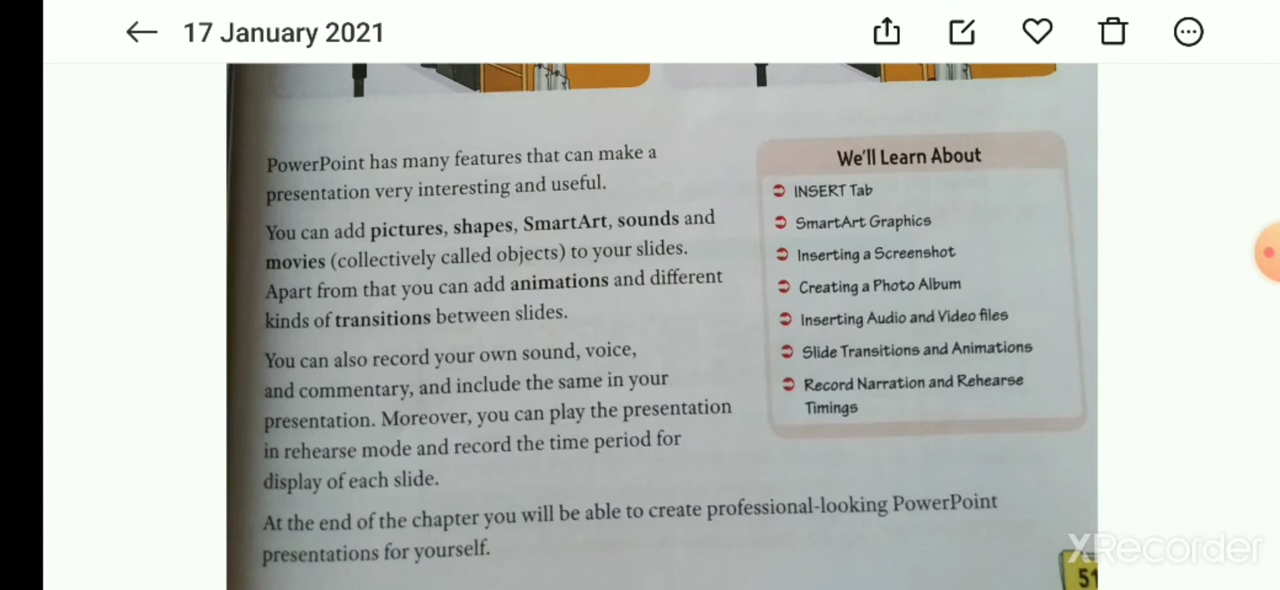 17 January 2021
PowerPoint has many features that can make a
presentation very interesting and useful.
You can add pictures, shapes, SmartArt, sounds and
movies (collectively called objects) to your slides.
Apart from that you can add animations and different
kinds of transitions between slides.
You can also record your own sound, voice,
and commentary, and include the same in your
presentation. Moreover, you can play the presentation
in rehearse mode and record the time period for
display of each slide.
At the end of the chapter you will be able to create professional-looking PowerPoint
presentations for yourself.
We'll Learn About
INSERT Tab
SmartArt Graphics
Inserting a Screenshot
Creating a Photo Album
Inserting Audio and Video files
Slide Transitions and Animations
Record Narration and Rehearse
Timings
XRecorder
51